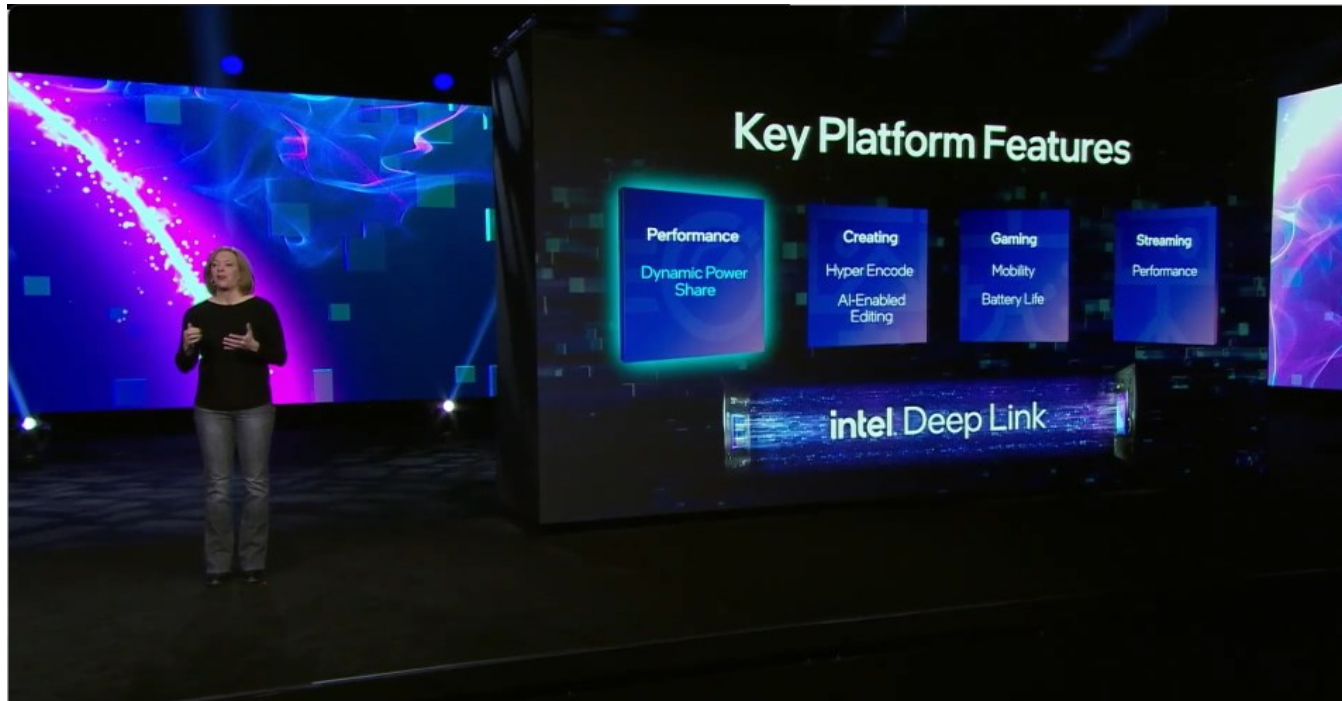 Key Platform Features
Performance
Dynamic Power
Share
Creating
Hyper Encode
AI-Enabled
Editing
Gaming
Mobility
Battery Life
Streaming
Performance
intel Deep Link